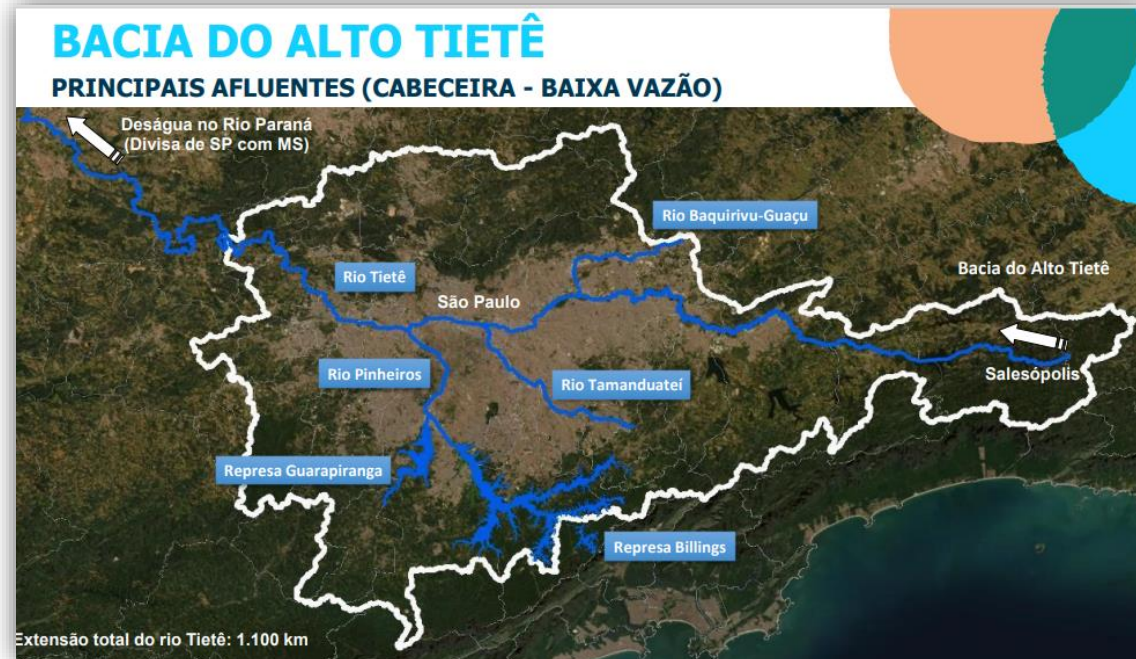 BACIA DO ALTO TIETÊ
PRINCIPAIS AFLUENTES (CABECEIRA - BAIXA VAZÃO)
Deságua no Rio Paraná
(Divisa de SP com MS)
Rio Baquirivu-Guaçu
Bacia do Alto Tietê
Rio Tietê
São Paulo
Rio Pinheiros
Rio Tamanduateí
Salesópolis
Represa Guarapiranga
Represa Billings
Extensão total do rio Tietê: 1.100 km